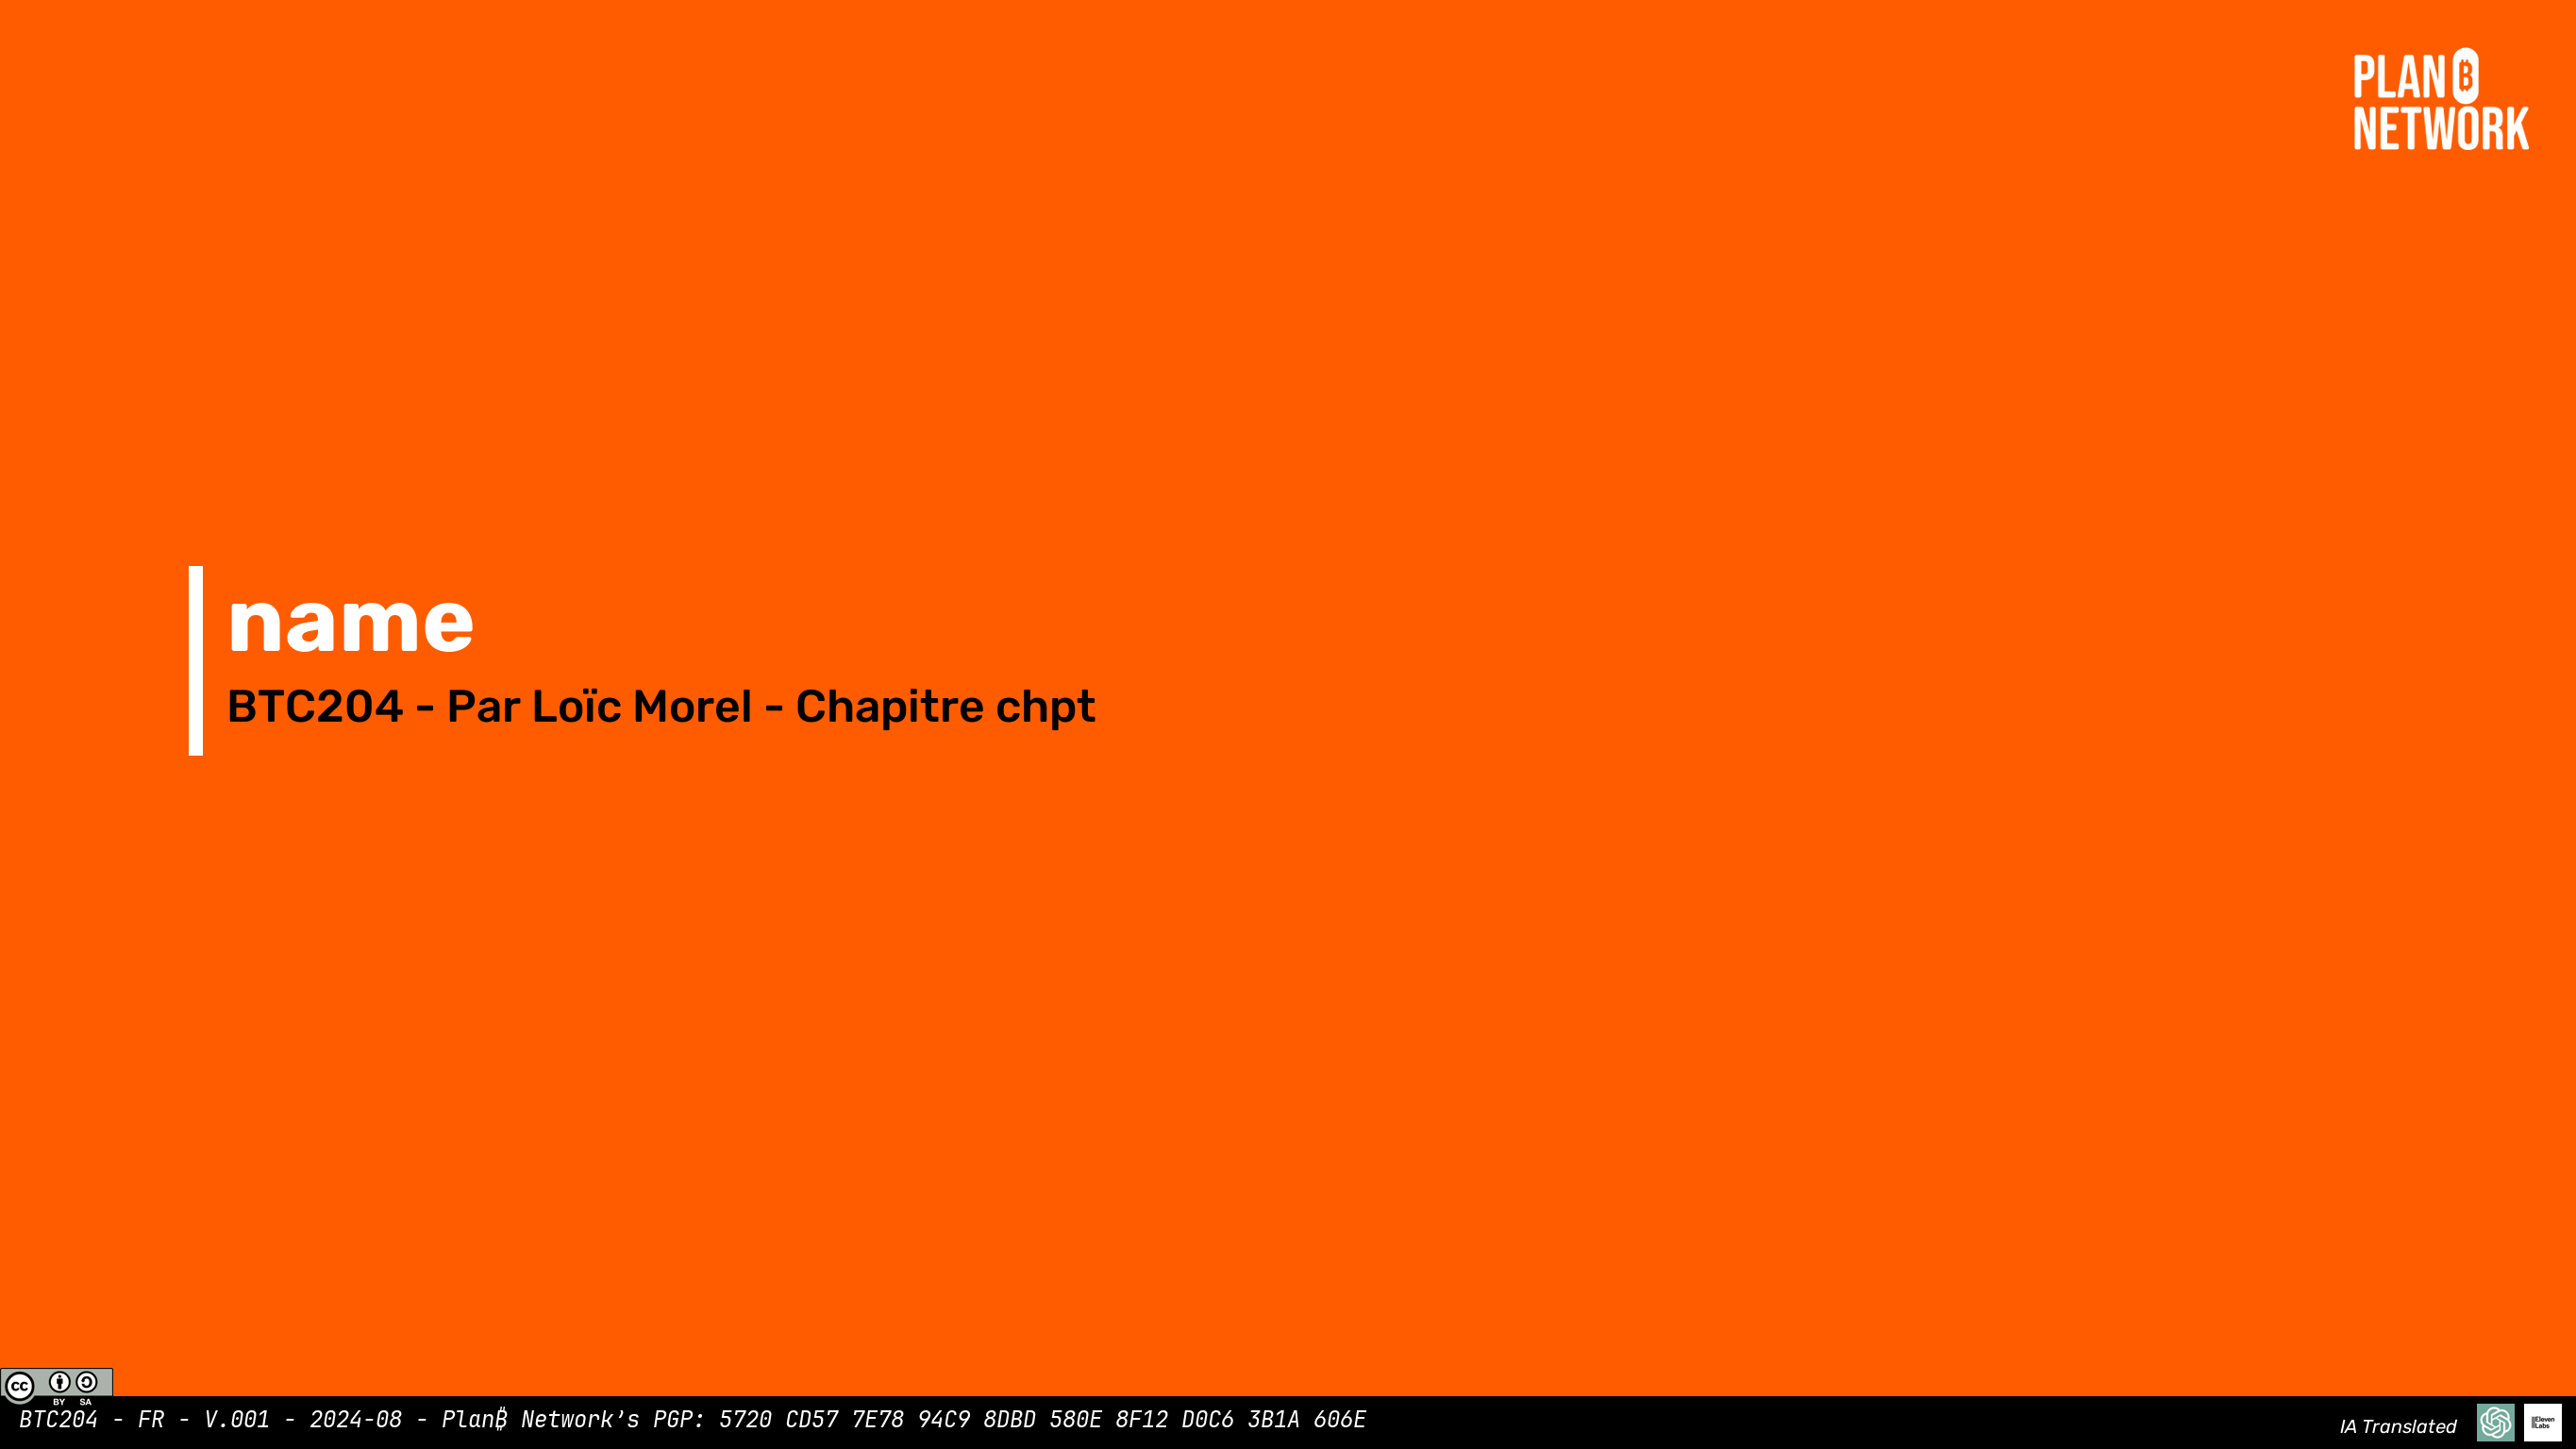 PLAN ₿
NETWORK
name
BTC204 - Par Loïc Morel - Chapitre chpt
cc
BY SA
BTC204 - FR - V.001 - 2024-08 - Plan₿ Network’s PGP: 5720 CD57 7E78 94C9 8DBD 580E 8F12 D0C6 3B1A 606E
IA Translated
IIElevenLabs